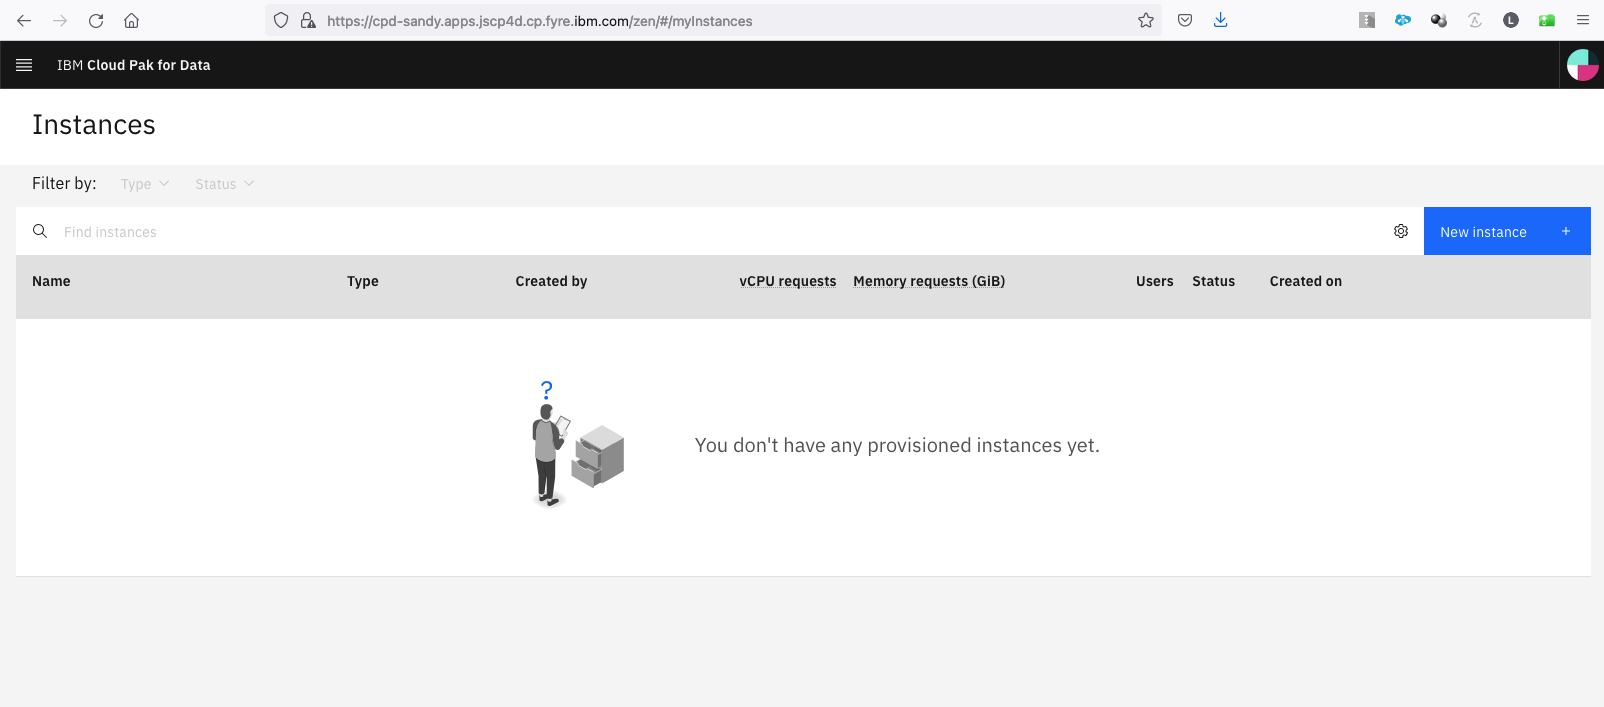 https://cpd-sandy.apps.jscp4d.cp.fyre.ibm.com/zen/#/myInstances
L
IBM Cloud Pak for Data
Instances
Filter by: Type Status
Find instances
New instance +
Name Type Created by vCPU requests Memory requests (GiB) Users Status Created on
?
You don't have any provisioned instances yet.